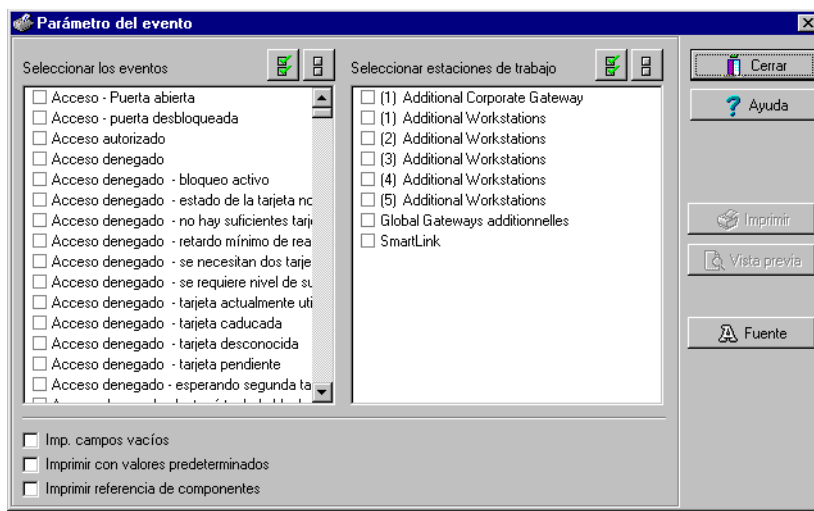 Parámetro del evento
Seleccionar los eventos
Acceso - Puerta abierta
Acceso - puerta desbloqueada
Acceso autorizado
Acceso denegado
Acceso denegado - bloqueo activo
Acceso denegado - estado de la tarjeta no
Acceso denegado - no hay suficientes tarj
Acceso denegado - retardo mínimo de rea
Acceso denegado - se necesitan dos tarje
Acceso denegado - se requiere nivel de su
Acceso denegado - tarjeta actualmente uti
Acceso denegado - tarjeta caducada
Acceso denegado - tarjeta desconocida
Acceso denegado - tarjeta pendiente
Acceso denegado - esperando segunda ta
Seleccionar estaciones de trabajo
(1) Additional Corporate Gateway
(1) Additional Workstations
(2) Additional Workstations
(3) Additional Workstations
(4) Additional Workstations
(5) Additional Workstations
Global Gateways additionnelles
SmartLink
Imp. campos vacíos
Imprimir con valores predeterminados
Imprimir referencia de componentes
Cerrar
Ayuda
Imprimir
Vista previa
Fuente